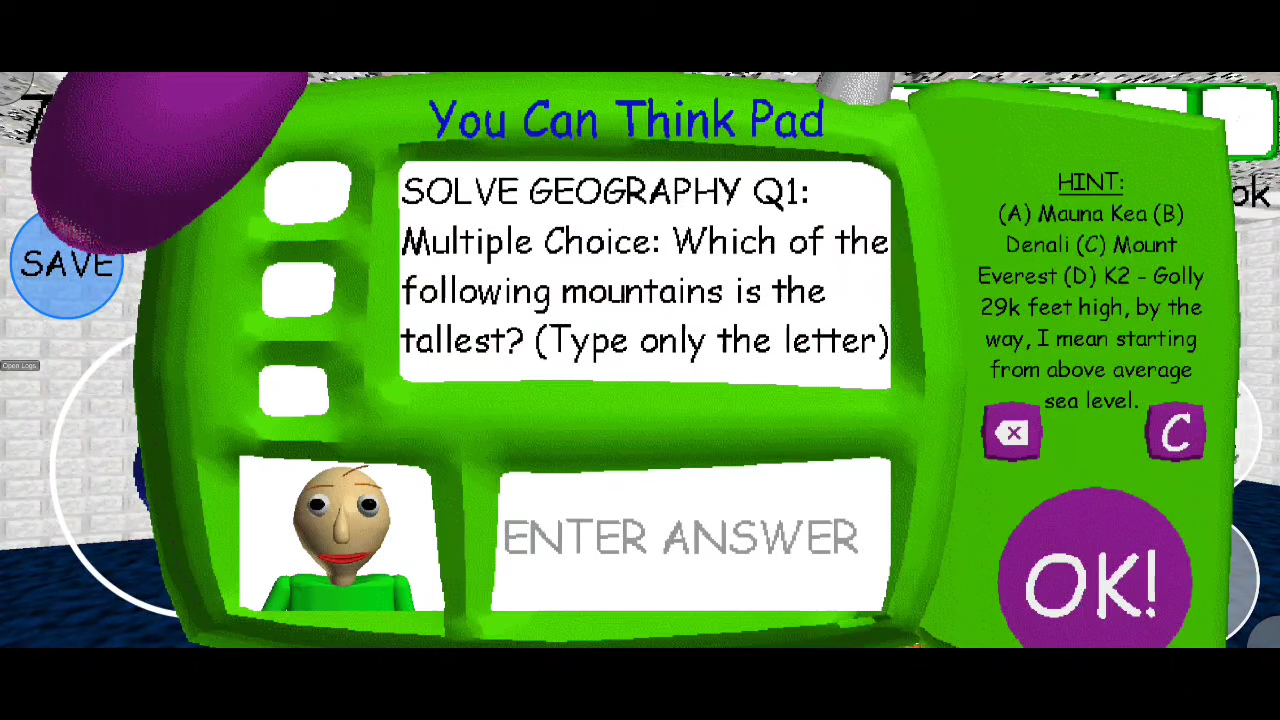 You Can Think Pad
SOLVE GEOGRAPHY Q1:
Multiple Choice: Which of the
following mountains is the
tallest? (Type only the letter)
HINT:
(A) Mauna Kea (B)
Denali (C) Mount
Everest (D) K2 - Golly
29k feet high, by the
way, I mean starting
from above average
sea level.
C
SAVE
Open Logs
ENTER ANSWER
OK!